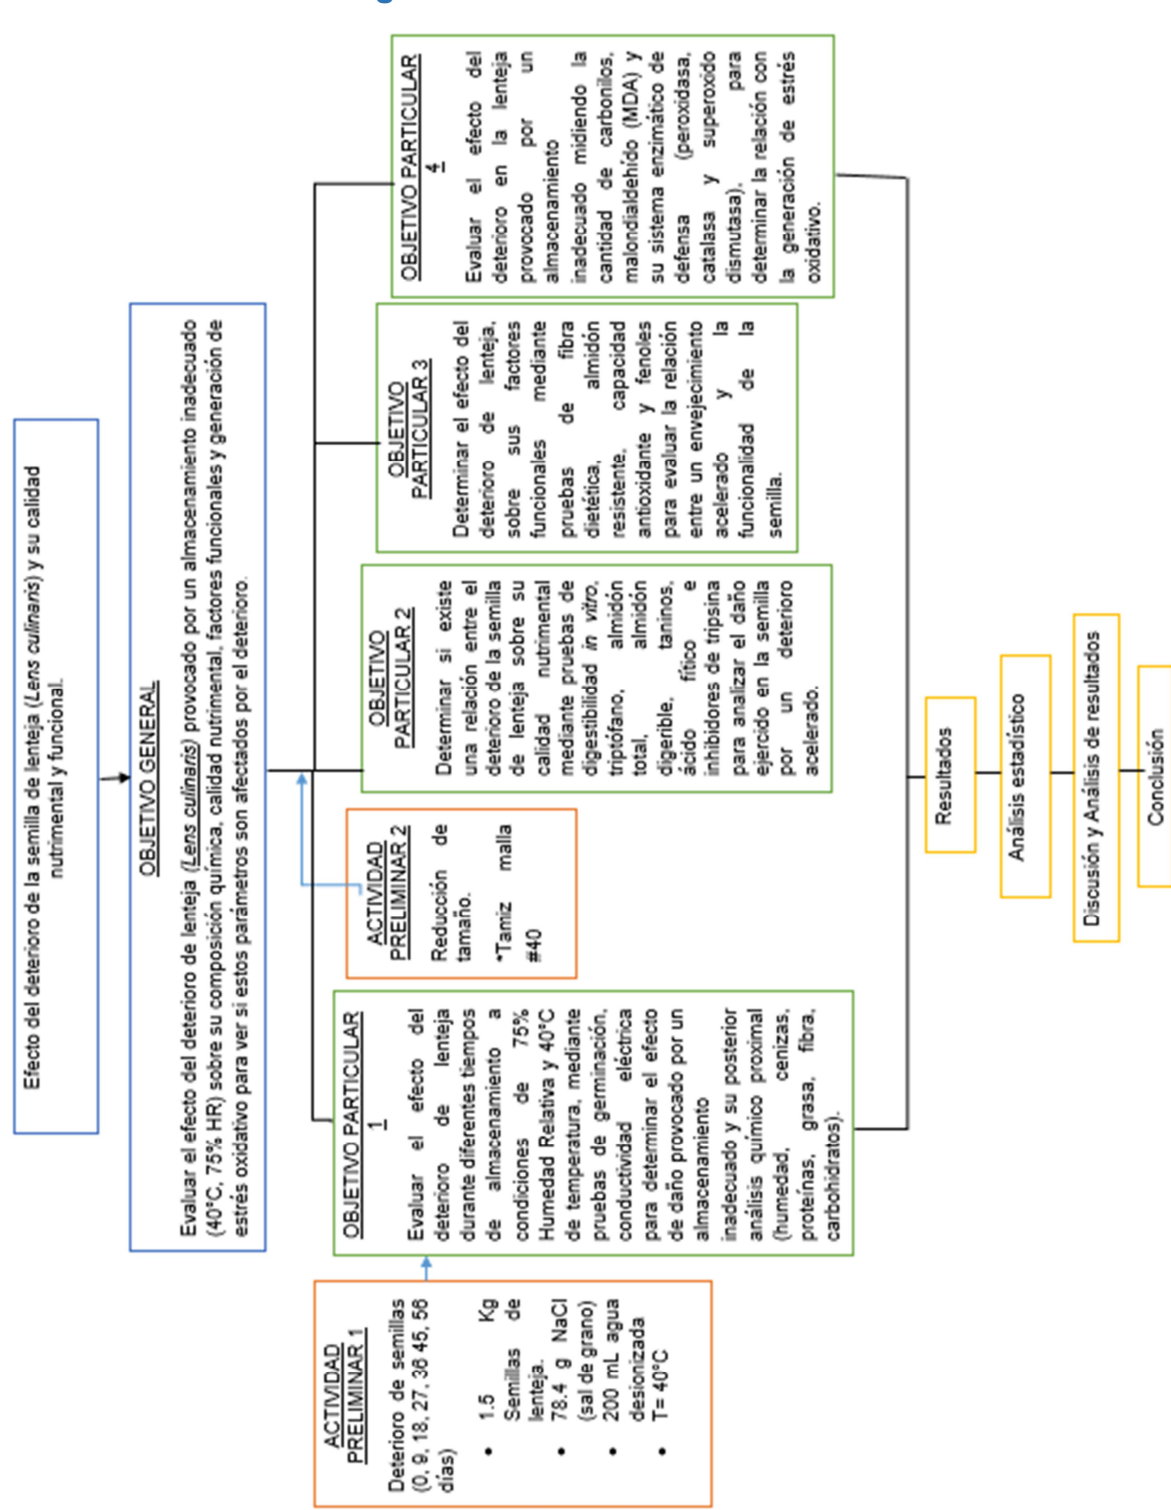 Efecto del deterioro de la semilla de lenteja (Lens culinaris) y su calidad
nutrimental y funcional.
OBJETIVO GENERAL
Evaluar el efecto del deterioro de lenteja (Lens culinaris) provocado por un almacenamiento inadecuado
(40°C, 75% HR) sobre su composición química, calidad nutrimental, factores funcionales y generación de
estrés oxidativo para ver si estos parámetros son afectados por el deterioro.
ACTIVIDAD
PRELIMINAR 1
Deterioro de semillas
(0, 9, 18, 27, 36 45, 56
días)
• 1.5 Kg
Semillas de
lenteja.
• 78.4 g NaCl
(sal de grano)
• 200 mL agua
desionizada
• T= 40°C
OBJETIVO PARTICULAR
1
Evaluar el efecto del
deterioro de lenteja
durante diferentes tiempos
de almacenamiento a
condiciones de 75%
Humedad Relativa y 40°C
de temperatura, mediante
pruebas de germinación,
conductividad eléctrica
para determinar el efecto
de daño provocado por un
almacenamiento
inadecuado y su posterior
análisis químico proximal
(humedad, cenizas,
proteínas, grasa, fibra,
carbohidratos).
ACTIVIDAD
PRELIMINAR 2
Reducción de
tamaño.
*Tamiz malla
#40
OBJETIVO
PARTICULAR 2
Determinar si existe
una relación entre el
deterioro de la semilla
de lenteja sobre su
calidad nutrimental
mediante pruebas de
digestibilidad in vitro,
triptófano, almidón
total, almidón
digerible, taninos,
ácido fítico e
inhibidores de tripsina
para analizar el daño
ejercido en la semilla
por un deterioro
acelerado.
OBJETIVO
PARTICULAR 3
Determinar el efecto del
deterioro de lenteja,
sobre sus factores
funcionales mediante
pruebas de fibra
dietética, almidón
resistente, capacidad
antioxidante y fenoles
para evaluar la relación
entre un envejecimiento
acelerado y la
funcionalidad de la
semilla.
OBJETIVO PARTICULAR
4
Evaluar el efecto del
deterioro en la lenteja
provocado por un
almacenamiento
inadecuado midiendo la
cantidad de carbonilos,
malondialdehído (MDA) y
su sistema enzimático de
defensa (peroxidasa,
catalasa y superoxido
dismutasa), para
determinar la relación con
la generación de estrés
oxidativo.
Resultados
Análisis estadístico
Discusión y Análisis de resultados
Conclusión